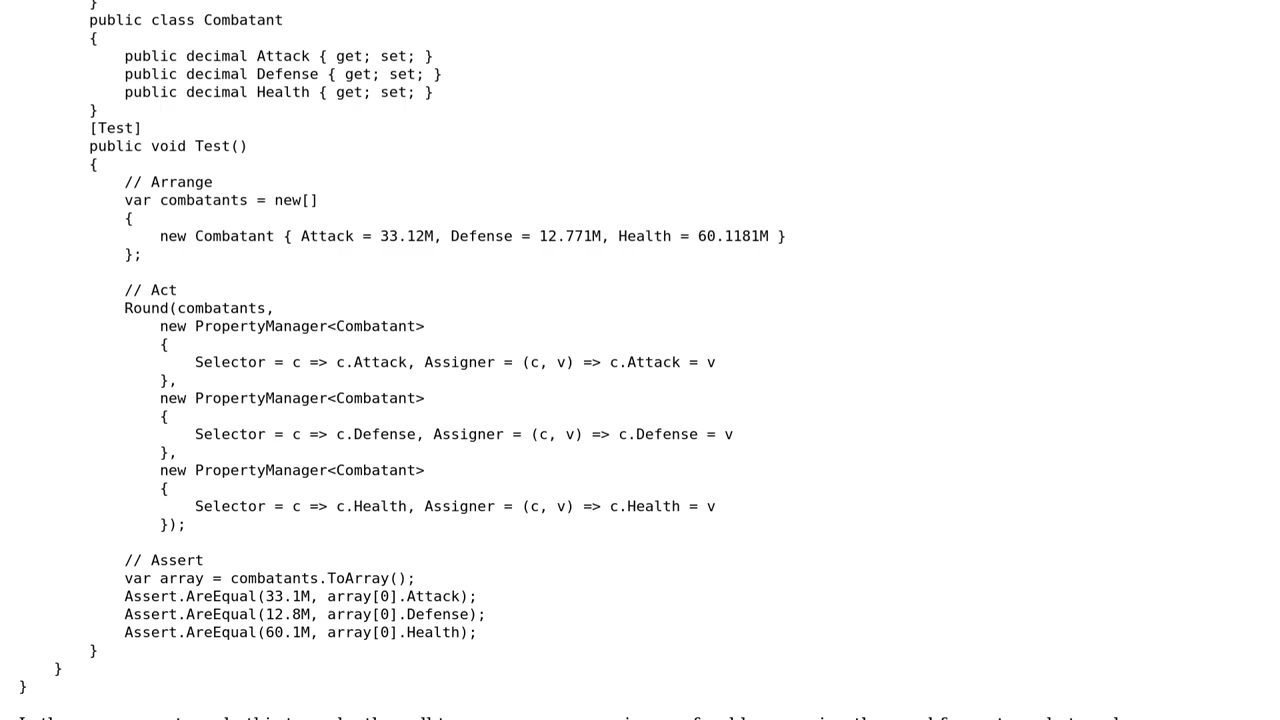 }
public class Combatant
{
public decimal Attack { get; set; }
public decimal Defense { get; set; }
public decimal Health { get; set; }
}
[Test]
public void Test()
{
// Arrange
var combatants = new[]
{
new Combatant { Attack = 33.12M, Defense = 12.771M, Health = 60.1181M }
};
// Act
Round(combatants,
new PropertyManager<Combatant>
{
Selector = c => c.Attack, Assigner = (c, v) => c.Attack = v
},
new PropertyManager<Combatant>
{
Selector = c => c.Defense, Assigner = (c, v) => c.Defense = v
},
new PropertyManager<Combatant>
{
Selector = c => c.Health, Assigner = (c, v) => c.Health = v
});
// Assert
var array = combatants.ToArray();
Assert.AreEqual(33.1M, array[0].Attack);
Assert.AreEqual(12.8M, array[0].Defense);
Assert.AreEqual(60.1M, array[0].Health);
}
}
}